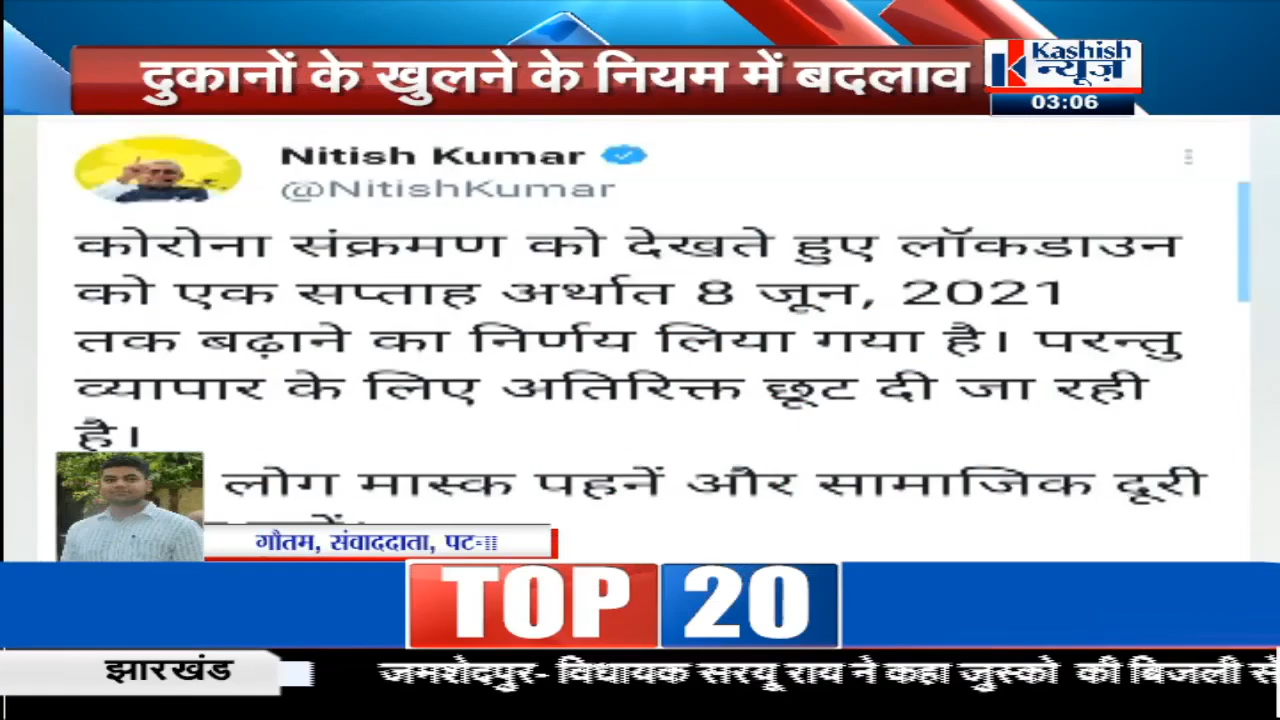 दुकानों के खुलने के नियम में बदलाव
Kashish
न्यूज़
03:06
Nitish Kumar
@NitishKumar
कोरोना संक्रमण को देखते हुए लॉकडाउन
को एक सप्ताह अर्थात 8 जून, 2021
तक बढ़ाने का निर्णय लिया गया है। परन्तु
व्यापार के लिए अतिरिक्त छूट दी जा रही
है।
लोग मास्क पहनें और सामाजिक दूरी
गौतम, संवाददाता,
TOP 20
झारखंड
जमशेदपुर- विधायक सरयू राय ने कहा जुस्को की बिजली से